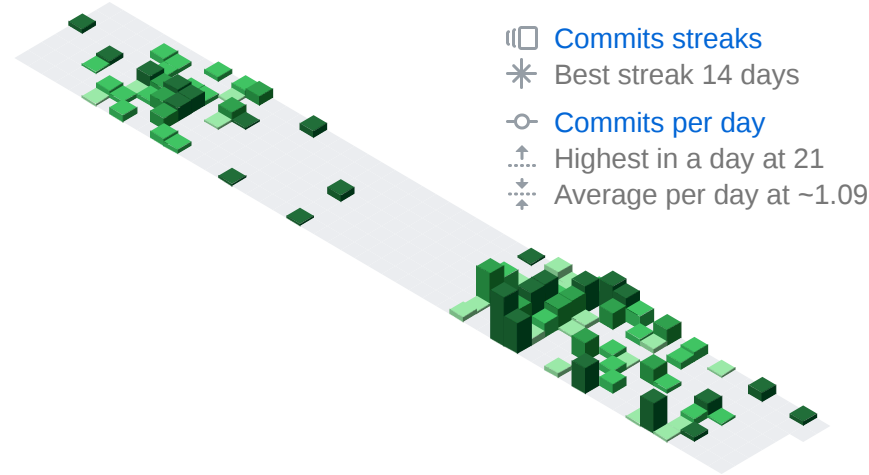 Commits streaks
Best streak 14 days
Commits per day
Highest in a day at 21
Average per day at ~1.09